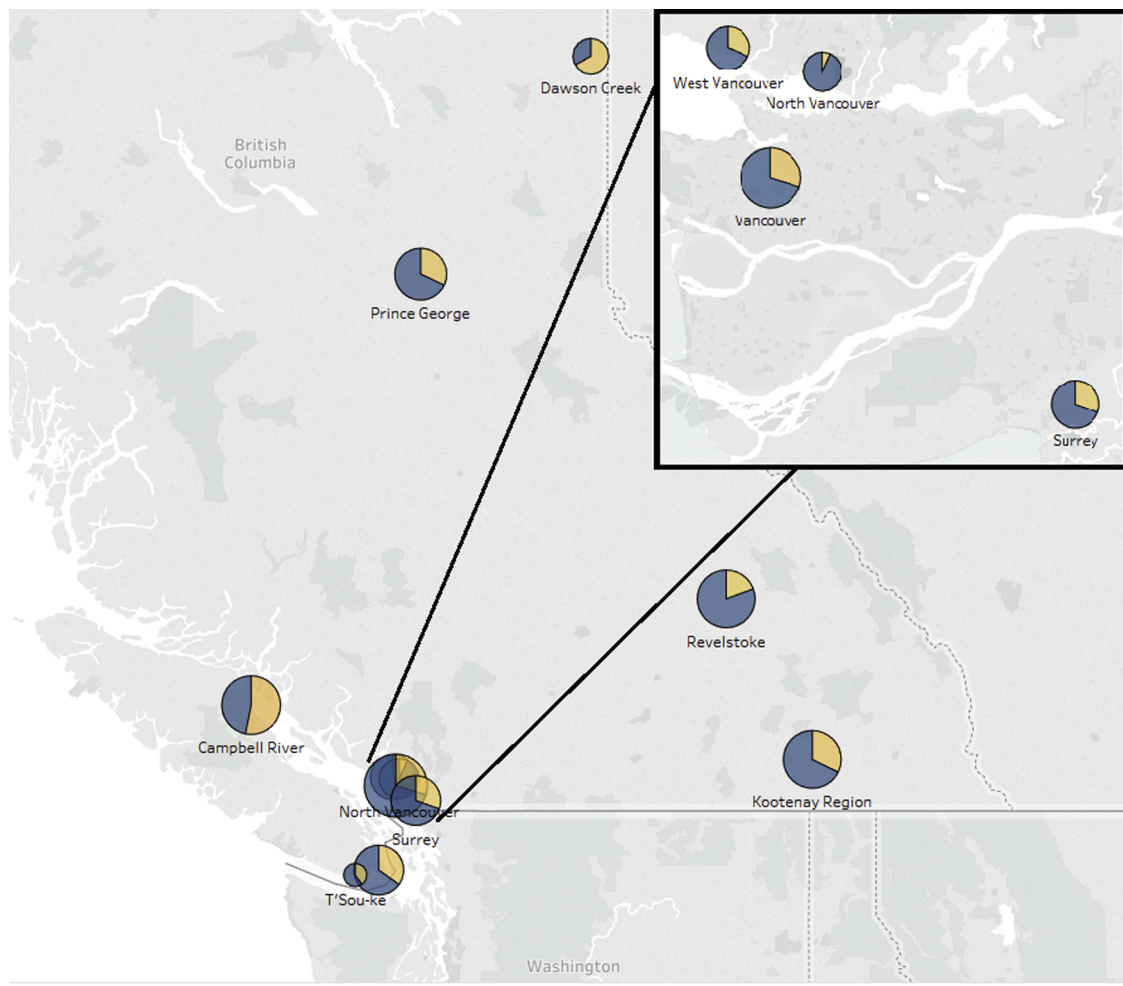 Dawson Creek
West Vancouver
North Vancouver
British
Columbia
Vancouver
Prince George
Surrey
Revelstoke
Campbell River
Kootenay Region
North Vancouver
Surrey
T'Sou-ke
Washington